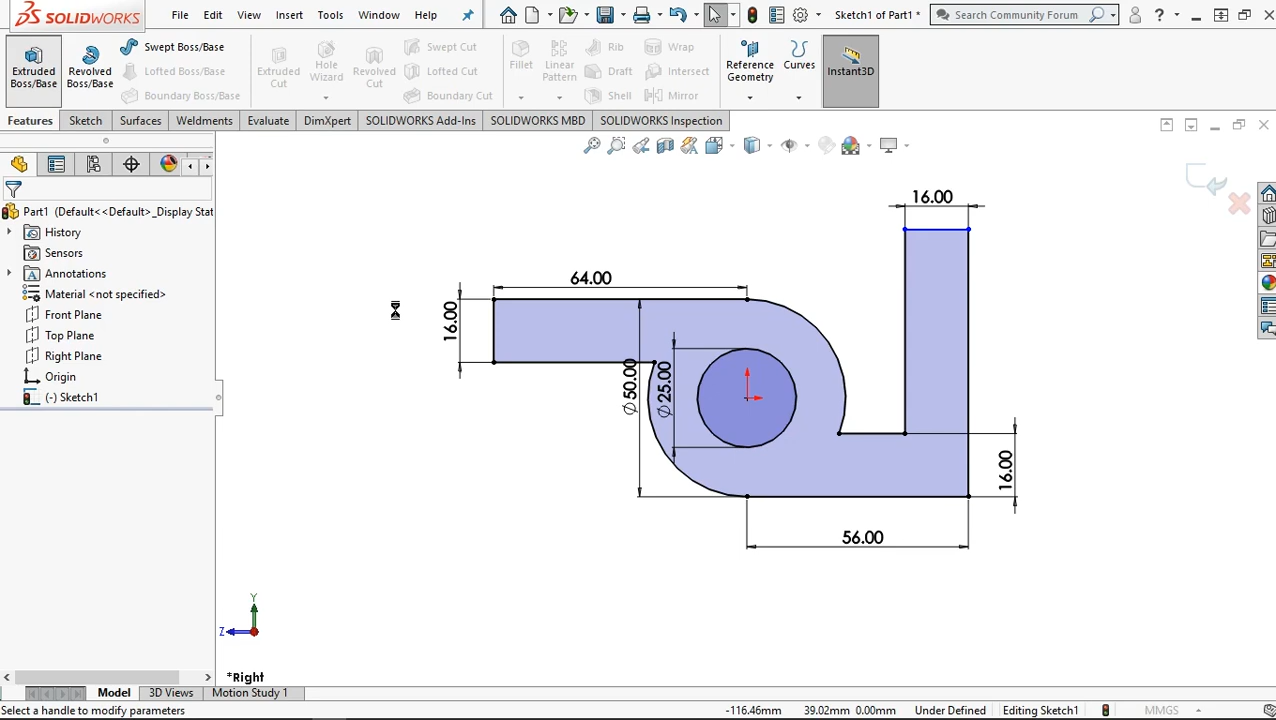 SOLIDWORKS
File Edit View Insert Tools Window Help
Sketch1 of Part1 *
Search Community Forum
?
Extruded Boss/Base
Revolved Boss/Base
Swept Boss/Base
Lofted Boss/Base
Boundary Boss/Base
Extruded Cut
Hole Wizard
Revolved Cut
Swept Cut
Lofted Cut
Boundary Cut
Fillet
Linear Pattern
Rib
Draft
Shell
Wrap
Intersect
Mirror
Reference Geometry
Curves
Instant3D
Features Sketch Surfaces Weldments Evaluate DimXpert SOLIDWORKS Add-Ins SOLIDWORKS MBD SOLIDWORKS Inspection
Part1 (Default<<Default>_Display Stat
History
Sensors
Annotations
Material <not specified>
Front Plane
Top Plane
Right Plane
Origin
(-) Sketch1
16.00
64.00
16.00
Ø50.00
Ø25.00
16.00
56.00
Y
Z
*Right
Model 3D Views Motion Study 1
Select a handle to modify parameters
-116.46mm 39.02mm 0.00mm Under Defined Editing Sketch1 MMGS